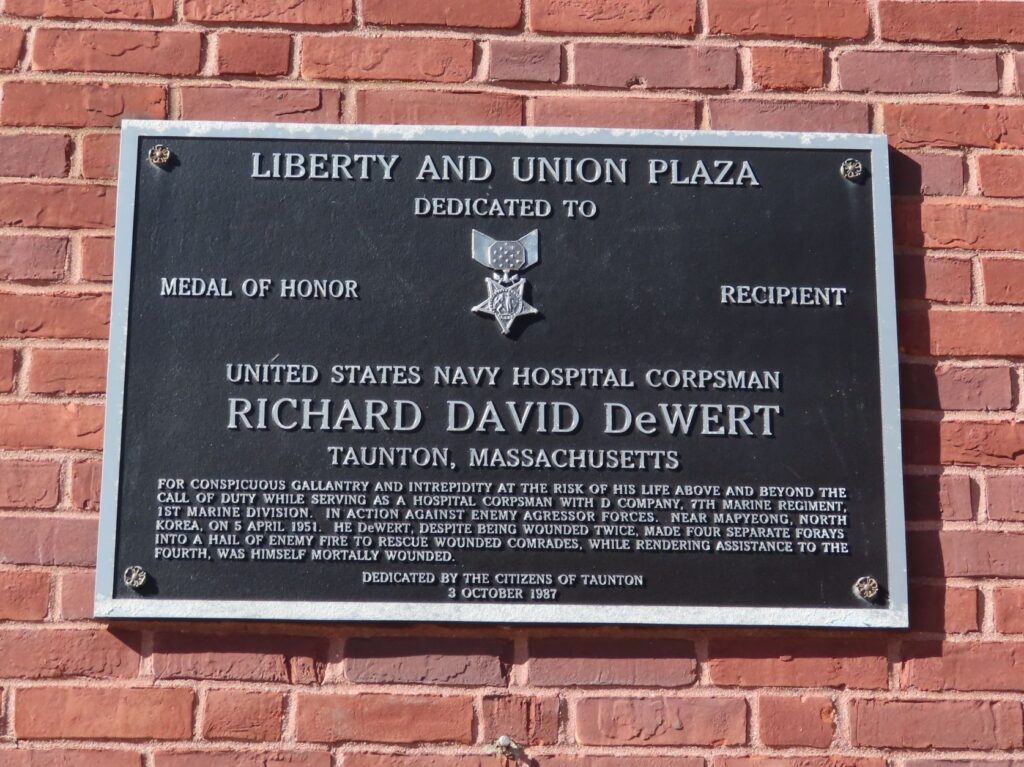 LIBERTY AND UNION PLAZA
DEDICATED TO
MEDAL OF HONOR RECIPIENT
UNITED STATES NAVY HOSPITAL CORPSMAN
RICHARD DAVID DeWERT
TAUNTON, MASSACHUSETTS
FOR CONSPICUOUS GALLANTRY AND INTREPIDITY AT THE RISK OF HIS LIFE ABOVE AND BEYOND THE
CALL OF DUTY WHILE SERVING AS A HOSPITAL CORPSMAN WITH D COMPANY, 7TH MARINE REGIMENT,
1ST MARINE DIVISION. IN ACTION AGAINST ENEMY AGRESSOR FORCES. NEAR MAPYEONG, NORTH
KOREA, ON 5 APRIL 1951. HE DeWERT, DESPITE BEING WOUNDED TWICE, MADE FOUR SEPARATE FORAYS
INTO A HAIL OF ENEMY FIRE TO RESCUE WOUNDED COMRADES, WHILE RENDERING ASSISTANCE TO THE
FOURTH, WAS HIMSELF MORTALLY WOUNDED.
DEDICATED BY THE CITIZENS OF TAUNTON
3 OCTOBER 1987